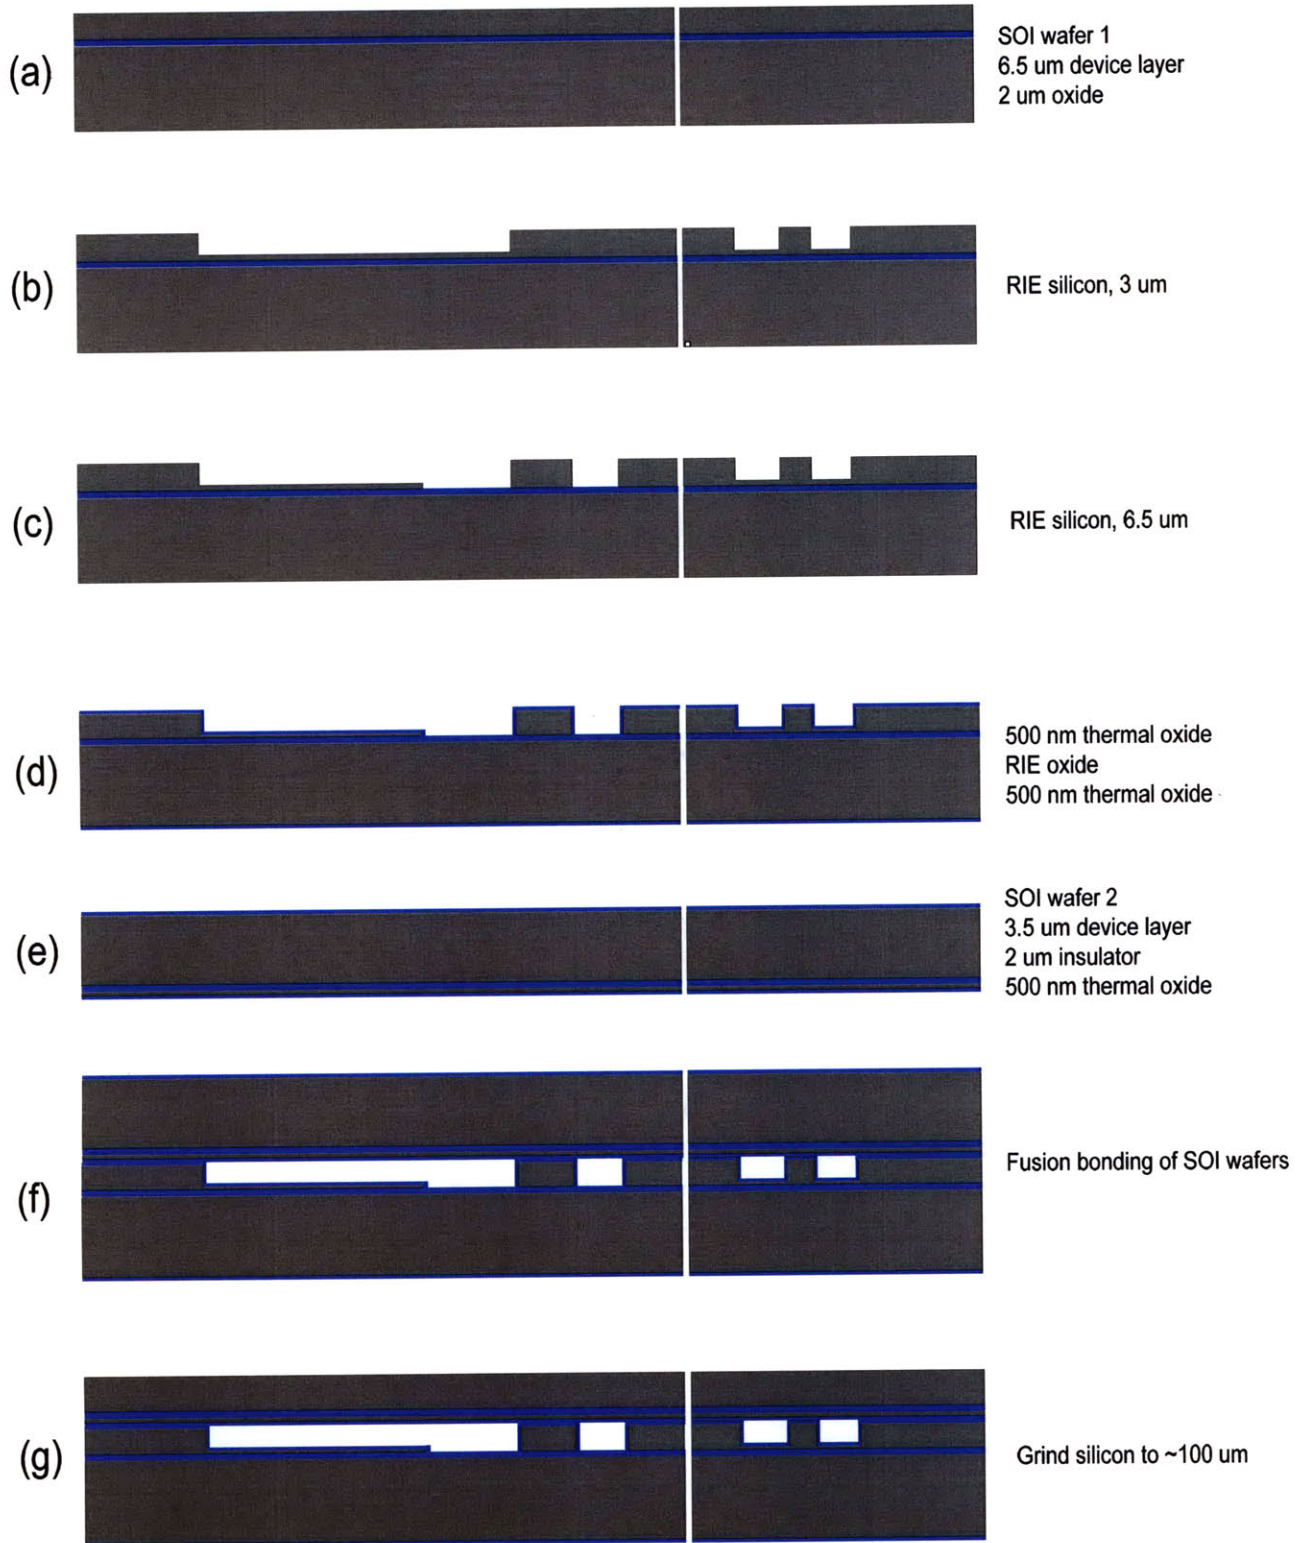 (a)
SOI wafer 1
6.5 um device layer
2 um oxide
(b)
RIE silicon, 3 um
(c)
RIE silicon, 6.5 um
(d)
500 nm thermal oxide
RIE oxide
500 nm thermal oxide
(e)
SOI wafer 2
3.5 um device layer
2 um insulator
500 nm thermal oxide
(f)
Fusion bonding of SOI wafers
(g)
Grind silicon to ~100 um